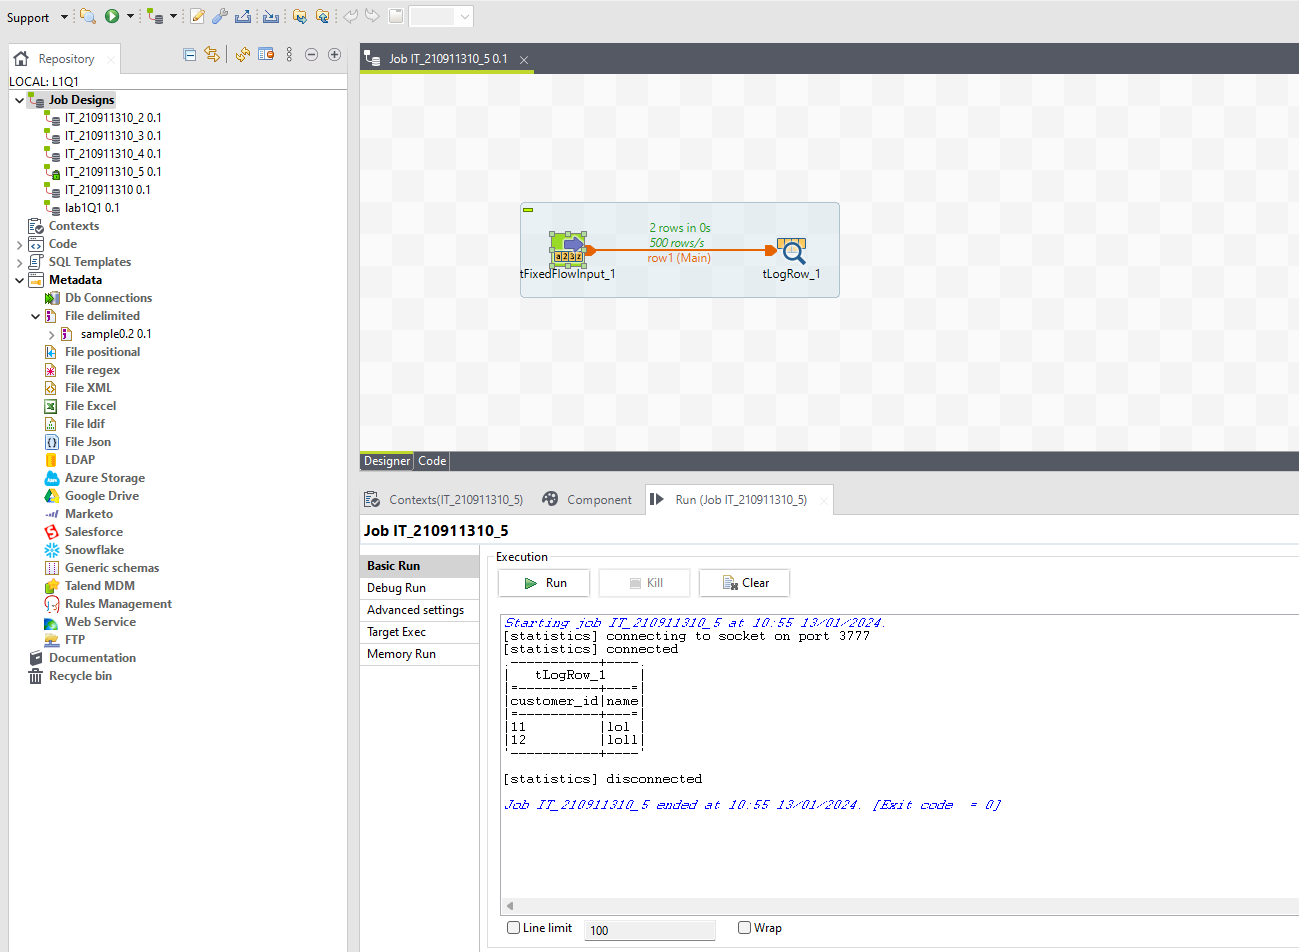 Support
Repository
LOCAL: L1Q1
Job Designs
IT_210911310_2 0.1
IT_210911310_3 0.1
IT_210911310_4 0.1
IT_210911310_5 0.1
IT_210911310 0.1
lab1Q1 0.1
Contexts
Code
SQL Templates
Metadata
Db Connections
File delimited
sample0.2 0.1
File positional
File regex
File XML
File Excel
File ldif
File Json
LDAP
Azure Storage
Google Drive
Marketo
Salesforce
Snowflake
Generic schemas
Talend MDM
Rules Management
Web Service
FTP
Documentation
Recycle bin
Job IT_210911310_5 0.1
2 rows in 0s
500 rows/s
row1 (Main)
tFixedFlowInput_1
tLogRow_1
Designer
Code
Contexts(IT_210911310_5)
Component
Run (Job IT_210911310_5)
Job IT_210911310_5
Basic Run
Debug Run
Advanced settings
Target Exec
Memory Run
Execution
Run
Kill
Clear
Starting job IT_210911310_5 at 10:55 13/01/2024.
[statistics] connecting to socket on port 3777
[statistics] connected
.-----------+----.
|   tLogRow_1    |
|=----------+---=|
|customer_id|name|
|=----------+---=|
|11         |lol |
|12         |loll|
'-----------+----'
[statistics] disconnected
Job IT_210911310_5 ended at 10:55 13/01/2024. [Exit code  = 0]
Line limit
100
Wrap